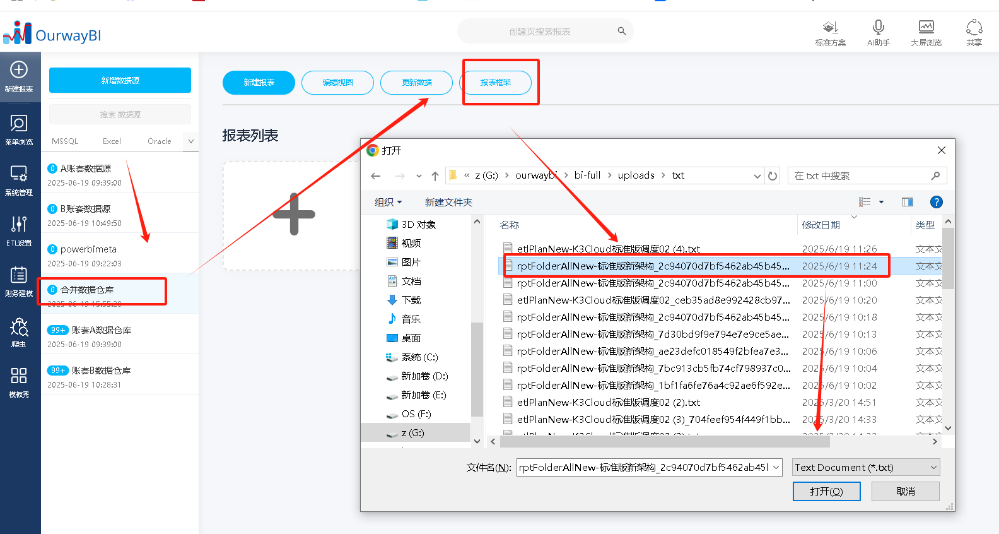 OurwayBI
创建页搜索报表
标准方案
AI助手
大屏浏览
共享
新建报表
菜单浏览
系统管理
ETL设置
财务建模
爬虫
模板秀
新增数据源
搜索 数据源
MSSQL Excel Oracle
0 A账套数据源
2025-06-19 09:39:00
0 B账套数据源
2025-06-19 10:49:50
0 powerbimeta
2025-06-19 09:22:03
0 合并数据仓库
2025-06-19 15:55:28
99+ 账套A数据仓库
2025-06-19 09:39:00
99+ 账套B数据仓库
2025-06-19 10:28:31
新建报表 编辑视图 更新数据 报表框架
报表列表
打开
« z (G:) › ourwaybi › bi-full › uploads › txt
在 txt 中搜索
组织 新建文件夹
3D 对象
视频
图片
文档
下载
音乐
桌面
系统 (C:)
新加卷 (D:)
新加卷 (E:)
OS (F:)
z (G:)
名称 修改日期 类型
etlPlanNew-K3Cloud标准版调度02 (4).txt 2025/6/19 11:26 文本文
rptFolderAllNew-标准版新架构_2c94070d7bf5462ab45b45... 2025/6/19 11:24 文本文
rptFolderAllNew-标准版新架构_2c94070d7bf5462ab45b45... 2025/6/19 11:00 文本文
etlPlanNew-K3Cloud标准版调度02_ceb35ad8e992428cb97... 2025/6/19 10:20 文本文
rptFolderAllNew-标准版新架构_2c94070d7bf5462ab45b45... 2025/6/19 10:18 文本文
rptFolderAllNew-标准版新架构_7d30bd9f9e794e7e9ce5ae... 2025/6/19 10:13 文本文
rptFolderAllNew-标准版新架构_ae23defc018549f2bfea7e3... 2025/6/19 10:06 文本文
rptFolderAllNew-标准版新架构_7bc913cb5fb74cf798937c0... 2025/6/19 10:04 文本文
rptFolderAllNew-标准版新架构_1bf1fa6fe76a4c92ae6f592e... 2025/6/19 10:02 文本文
etlPlanNew-K3Cloud标准版调度02 (2).txt 2025/3/20 14:51 文本文
etlPlanNew-K3Cloud标准版调度02 (3)_704feef954f449f1bb... 2025/3/20 14:33 文本文
文件名(N): rptFolderAllNew-标准版新架构_2c94070d7bf5462ab45l Text Document (*.txt)
打开(O) 取消